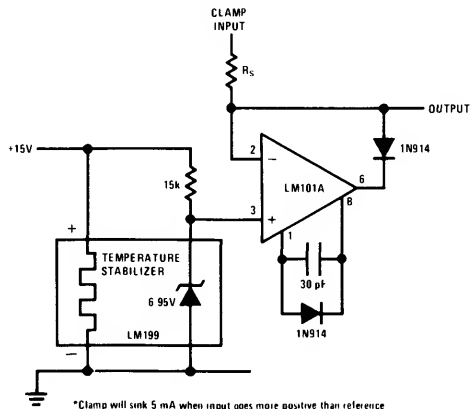 CLAMP
INPUT
RS
OUTPUT
+15V
2
−
1N914
15k
LM101A
6
8
3
+
1
+
TEMPERATURE
STABILIZER
30 pF
6 95V
1N914
−
LM199
*Clamp will sink 5 mA when input goes more positive than reference